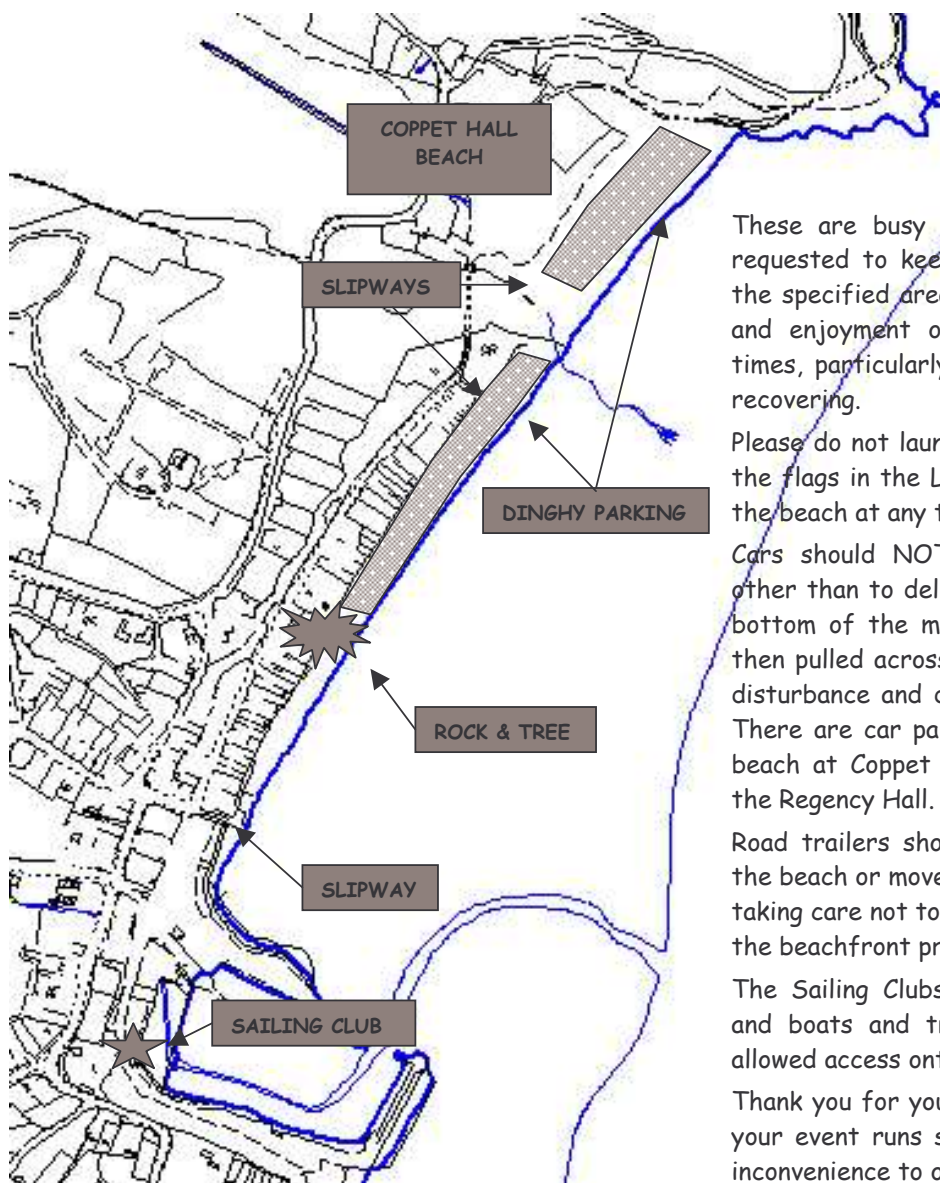 COPPET HALL
BEACH
SLIPWAYS
DINGHY PARKING
ROCK & TREE
SLIPWAY
SAILING CLUB
These are busy
requested to keep
the specified area
and enjoyment o
times, particularly
recovering.
Please do not laun
the flags in the L
the beach at any t
Cars should NOT
other than to del
bottom of the m
then pulled across
disturbance and d
There are car pa
beach at Coppet
the Regency Hall.
Road trailers sho
the beach or move
taking care not to
the beachfront pr
The Sailing Clubs
and boats and tr
allowed access ont
Thank you for you
your event runs s
inconvenience to o